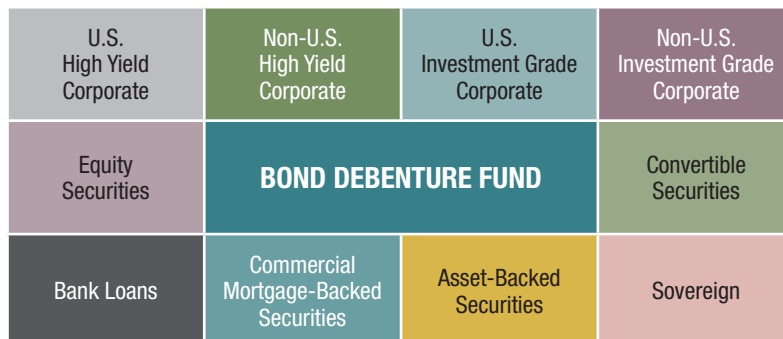 U.S.
High Yield
Corporate
Non-U.S.
High Yield
Corporate
U.S.
Investment Grade
Corporate
Non-U.S.
Investment Grade
Corporate
Equity
Securities
BOND DEBENTURE FUND
Convertible
Securities
Bank Loans
Commercial
Mortgage-Backed
Securities
Asset-Backed
Securities
Sovereign